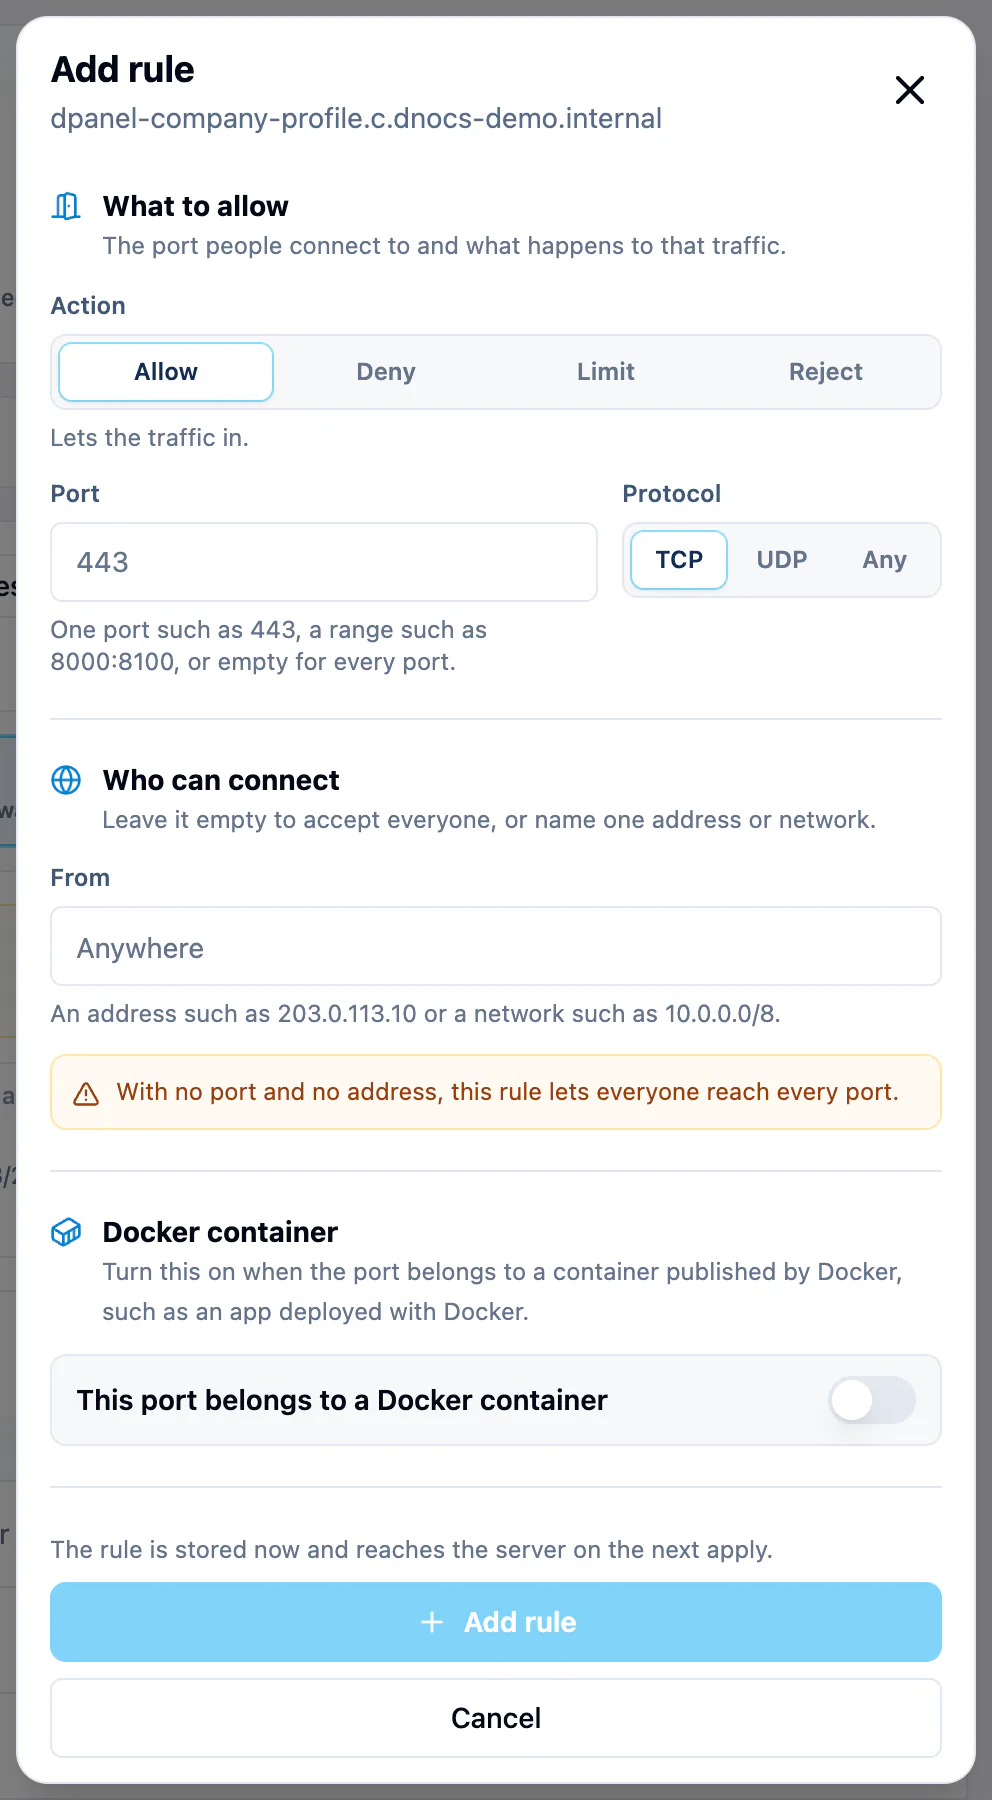 Add rule
dpanel-company-profile.c.dnocs-demo.internal
What to allow
The port people connect to and what happens to that traffic.
Action
Allow
Deny
Limit
Reject
Lets the traffic in.
Port
Protocol
443
TCP
UDP
Any
One port such as 443, a range such as
8000:8100, or empty for every port.
Who can connect
Leave it empty to accept everyone, or name one address or network.
From
Anywhere
An address such as 203.0.113.10 or a network such as 10.0.0.0/8.
With no port and no address, this rule lets everyone reach every port.
Docker container
Turn this on when the port belongs to a container published by Docker,
such as an app deployed with Docker.
This port belongs to a Docker container
The rule is stored now and reaches the server on the next apply.
+ Add rule
Cancel